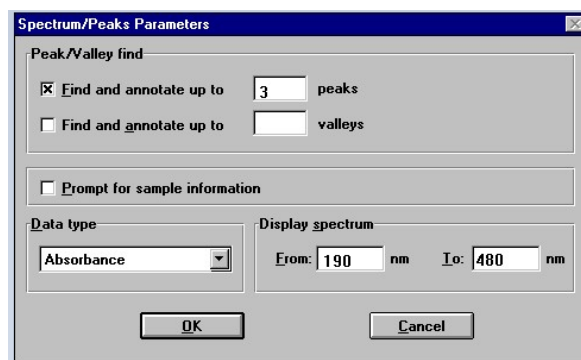 Spectrum/Peaks Parameters
Peak/Valley find
Find and annotate up to 3 peaks
Find and annotate up to valleys
Prompt for sample information
Data type
Absorbance
Display spectrum
From: 190 nm To: 480 nm
OK
Cancel